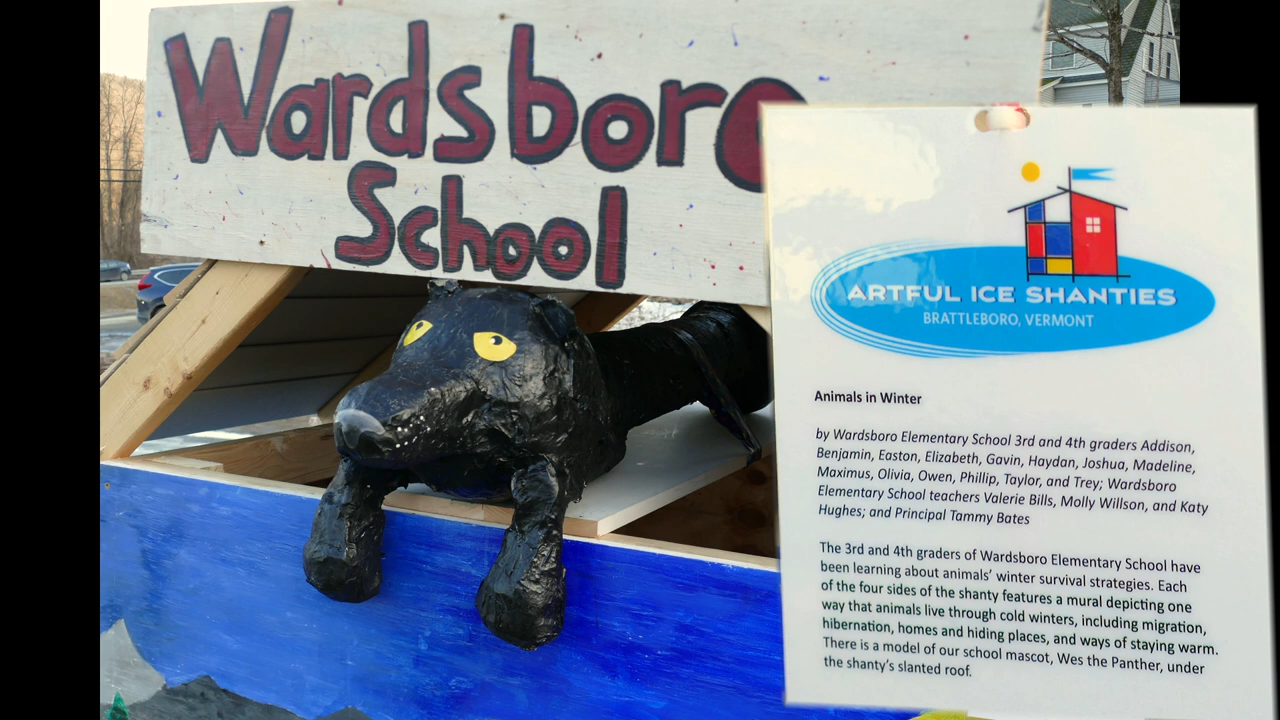 Wardsboro
School
ARTFUL ICE SHANTIES
BRATTLEBORO, VERMONT
Animals in Winter
by Wardsboro Elementary School 3rd and 4th graders Addison,
Benjamin, Easton, Elizabeth, Gavin, Haydan, Joshua, Madeline,
Maximus, Olivia, Owen, Phillip, Taylor, and Trey; Wardsboro
Elementary School teachers Valerie Bills, Molly Willson, and Katy
Hughes; and Principal Tammy Bates
The 3rd and 4th graders of Wardsboro Elementary School have
been learning about animals’ winter survival strategies. Each
of the four sides of the shanty features a mural depicting one
way that animals live through cold winters, including migration,
hibernation, homes and hiding places, and ways of staying warm.
There is a model of our school mascot, Wes the Panther, under
the shanty’s slanted roof.